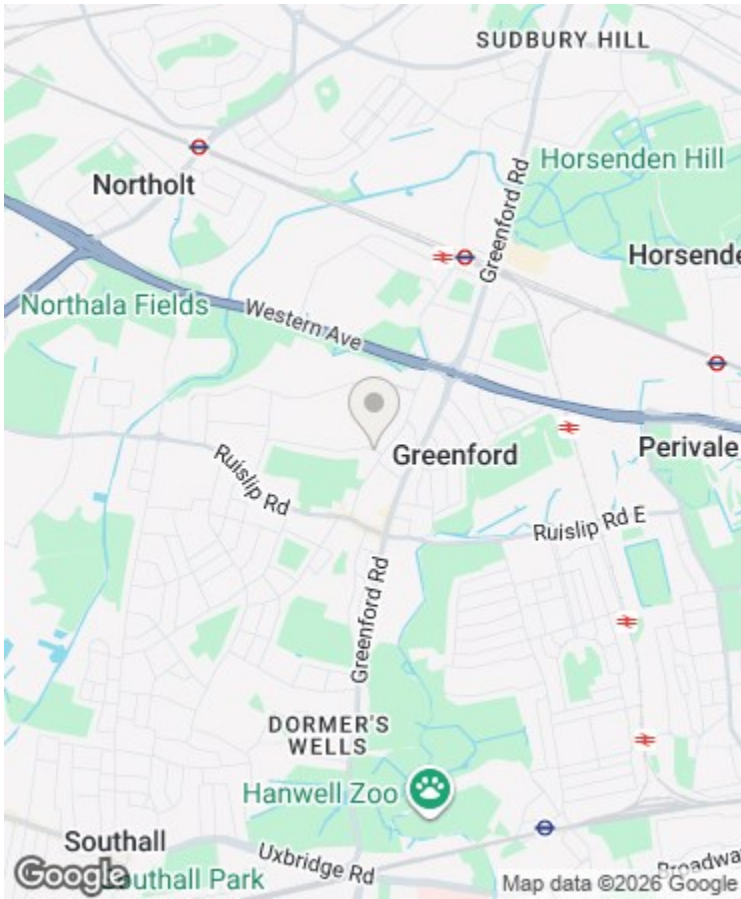 SUDBURY HILL
Horsenden Hill
Northolt
Greenford Rd
Horsende
Northala Fields
Western Ave
Greenford
Perivale
Ruislip Rd
Ruislip Rd E
Greenford Rd
DORMER'S
WELLS
Hanwell Zoo
Southall
Uxbridge Rd
Broadwa
Google
Southall Park
Map data ©2026 Google